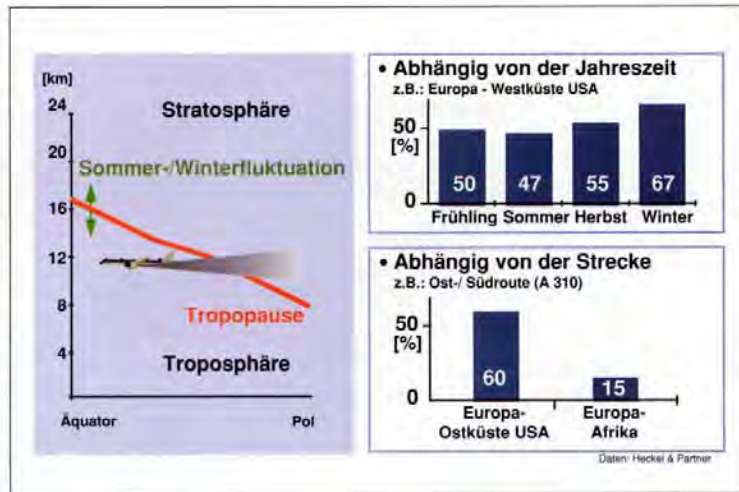 [km]
24
20
16
12
8
4
Stratosphäre
Sommer-/Winterfluktuation
Tropopause
Troposphäre
Äquator
Pol
• Abhängig von der Jahreszeit
z.B.: Europa - Westküste USA
50
[%]
0
50
47
55
67
Frühling Sommer Herbst Winter
• Abhängig von der Strecke
z.B.: Ost-/ Südroute (A 310)
50
[%]
0
60
15
Europa-
Ostküste USA
Europa-
Afrika
Daten: Heckel & Partner